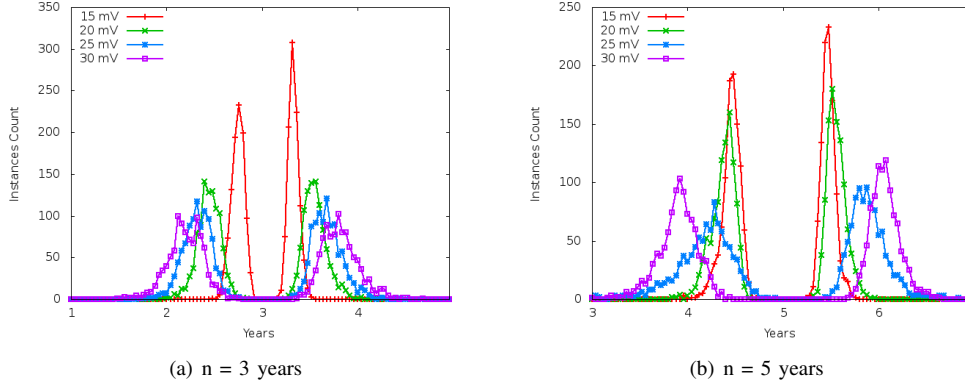 350
300
250
200
150
100
50
0
Instances Count
15 mV
20 mV
25 mV
30 mV
1
2
3
4
Years
(a) n = 3 years
250
200
150
100
50
0
Instances Count
15 mV
20 mV
25 mV
30 mV
3
4
5
6
Years
(b) n = 5 years